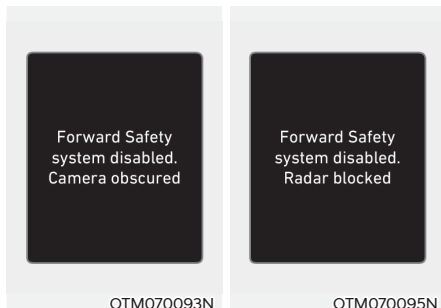 Forward Safety
system disabled.
Camera obscured
OTM070093N
Forward Safety
system disabled.
Radar blocked
OTM070095N